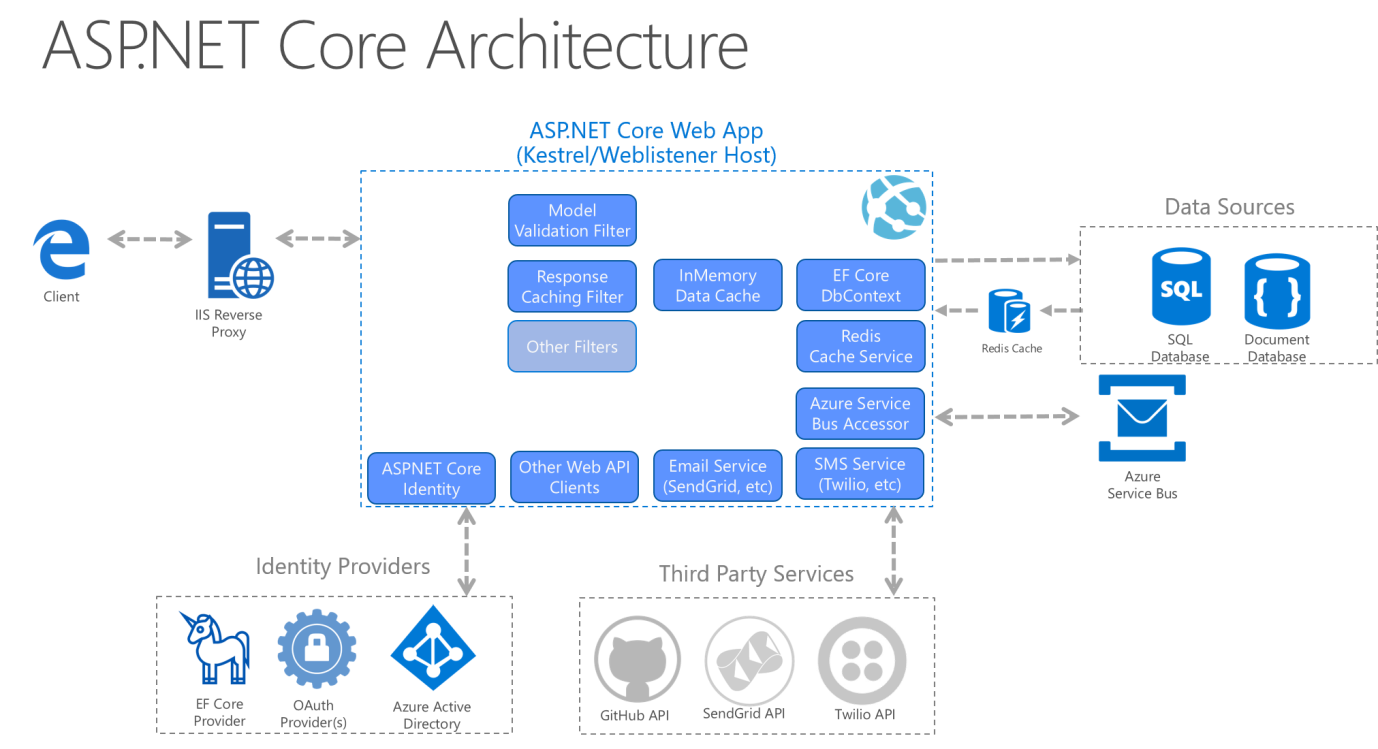 ASP.NET Core Architecture
ASP.NET Core Web App
(Kestrel/Weblistener Host)
Client
IIS Reverse
Proxy
Model
Validation Filter
Response
Caching Filter
Other Filters
InMemory
Data Cache
EF Core
DbContext
Redis
Cache Service
Azure Service
Bus Accessor
ASPNET Core
Identity
Other Web API
Clients
Email Service
(SendGrid, etc)
SMS Service
(Twilio, etc)
Redis Cache
Data Sources
SQL
SQL
Database
{ }
Document
Database
Azure
Service Bus
Identity Providers
EF Core
Provider
OAuth
Provider(s)
Azure Active
Directory
Third Party Services
GitHub API
SendGrid API
Twilio API